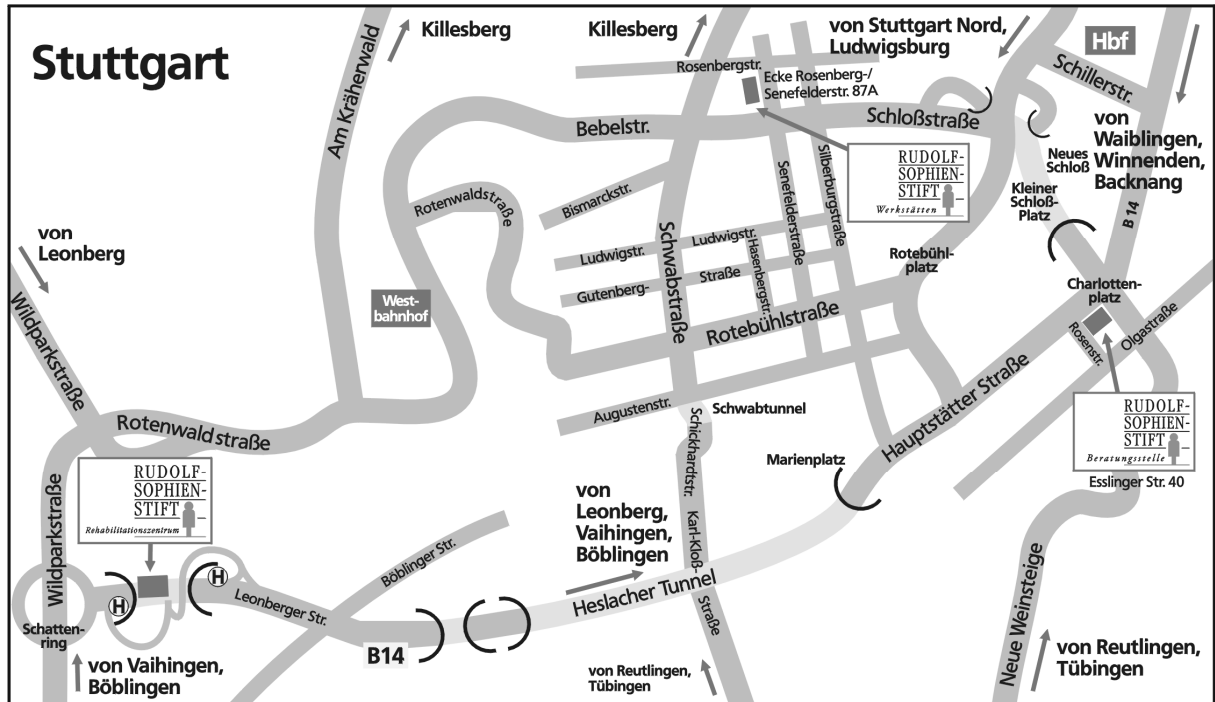 Stuttgart
Killesberg
Killesberg
von Stuttgart Nord,
Ludwigsburg
Hbf
Schillerstr.
Am Kräherwald
Rosenbergstr.
Ecke Rosenberg-/
Senefelderstr. 87A
Bebelstr.
Schloßstraße
von
Waiblingen,
Winnenden,
Backnang
Neues
Schloß
Kleiner
Schloß-
Platz
B 14
RUDOLF-
SOPHIEN-
STIFT
Werkstätten
Rotenwaldstraße
Bismarckstr.
Senefelderstraße
Silberburgstraße
Schwabstraße
Ludwigstr.
Ludwigstr.
Hasenbergstr.
Gutenberg-
Straße
Rotebühl-
platz
von
Leonberg
West-
bahnhof
Rotebühlstraße
Charlotten-
platz
Rosenstr.
Olgastraße
Wildparkstraße
Rotenwaldstraße
Augustenstr.
Schwabtunnel
Hauptstätter Straße
RUDOLF-
SOPHIEN-
STIFT
Beratungsstelle
Esslinger Str. 40
Schickhardtstr.
Marienplatz
RUDOLF-
SOPHIEN-
STIFT
Rehabilitationszentrum
von
Leonberg,
Vaihingen,
Böblingen
Wildparkstraße
Böblinger Str.
Karl-Kloß-
Straße
Heslacher Tunnel
H
H
Leonberger Str.
Schatten-
ring
B14
Neue Weinsteige
von Vaihingen,
Böblingen
von Reutlingen,
Tübingen
von Reutlingen,
Tübingen